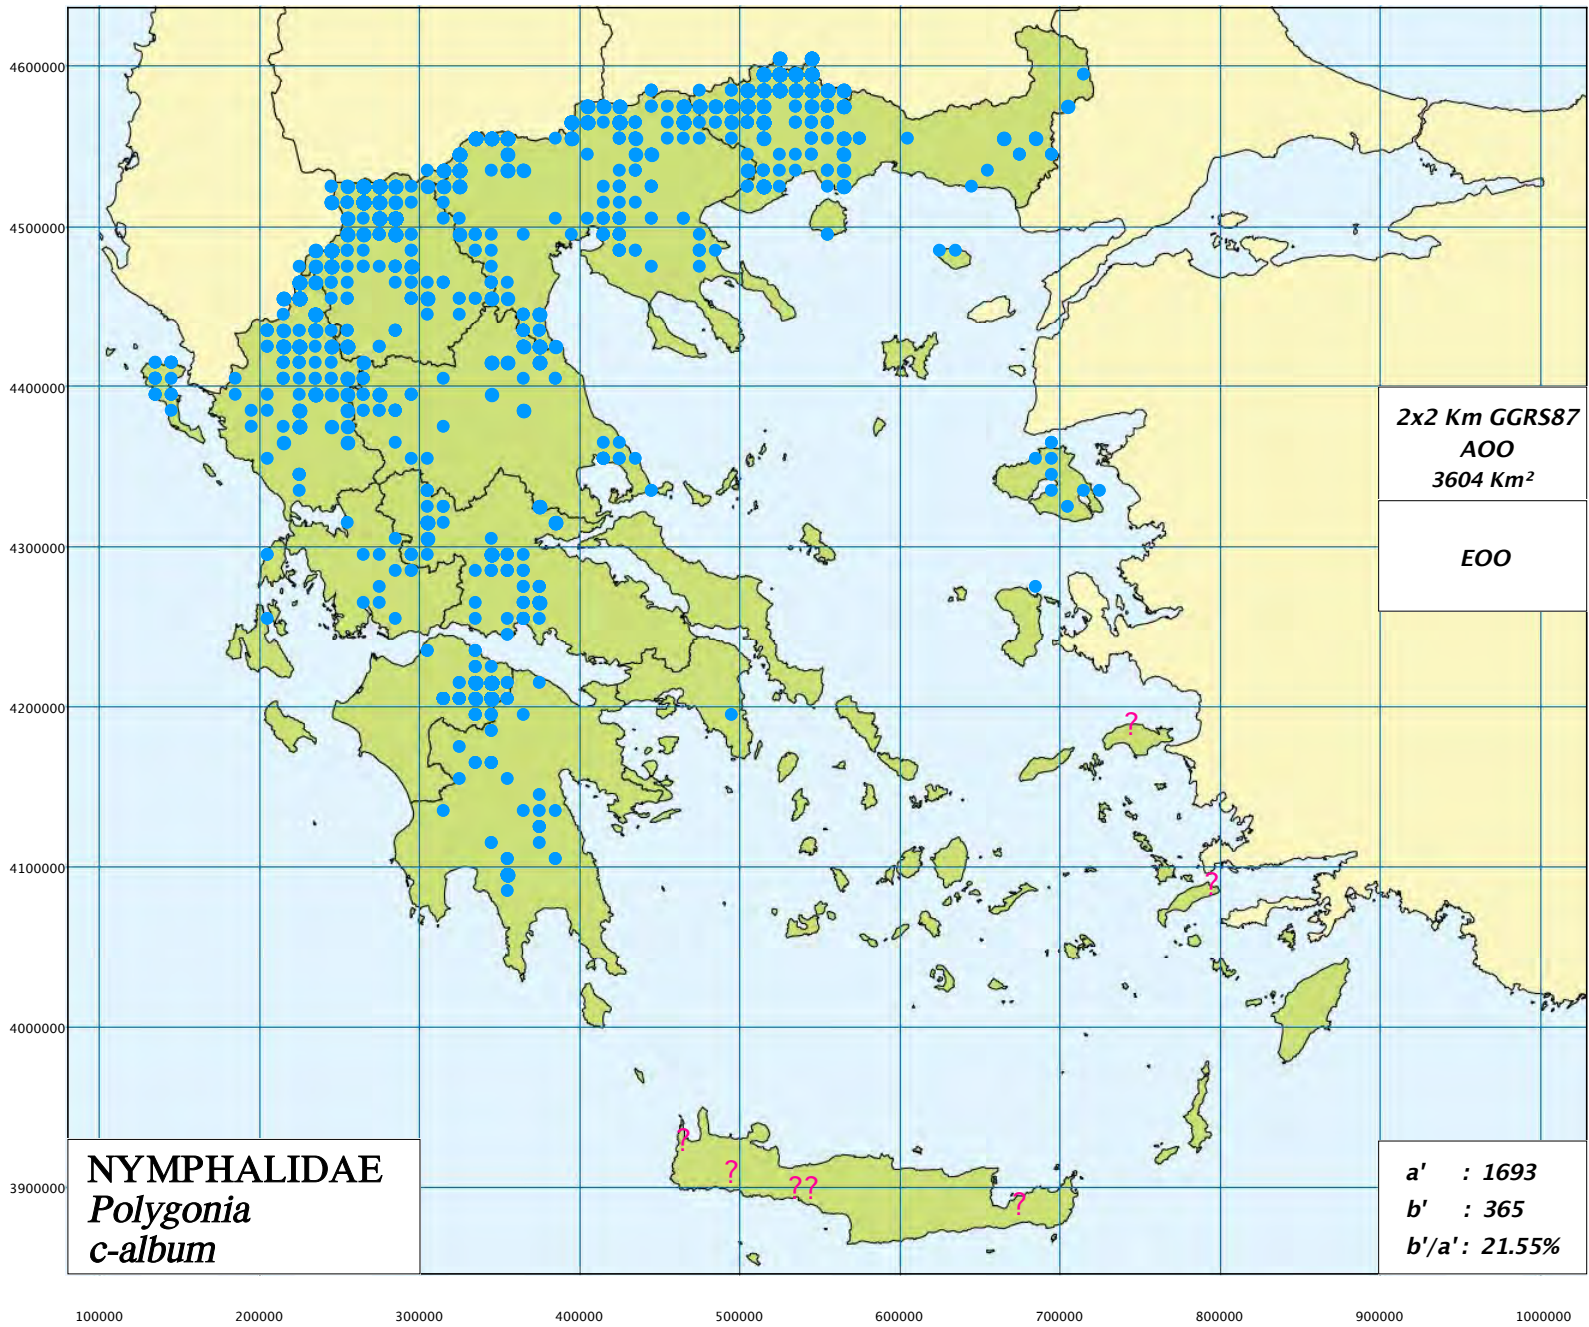 4600000
4500000
4400000
4300000
4200000
4100000
4000000
3900000
2x2 Km GGRS87
AOO
3604 Km²
EOO
?
?
?
?
??
?
NYMPHALIDAE
Polygonia
c-album
a' : 1693
b' : 365
b'/a' : 21.55%
100000 200000 300000 400000 500000 600000 700000 800000 900000 1000000